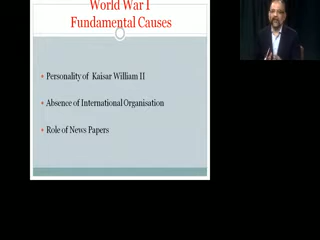 World War I
Fundamental Causes
Personality of Kaisar William II
Absence of International Organisation
Role of News Papers